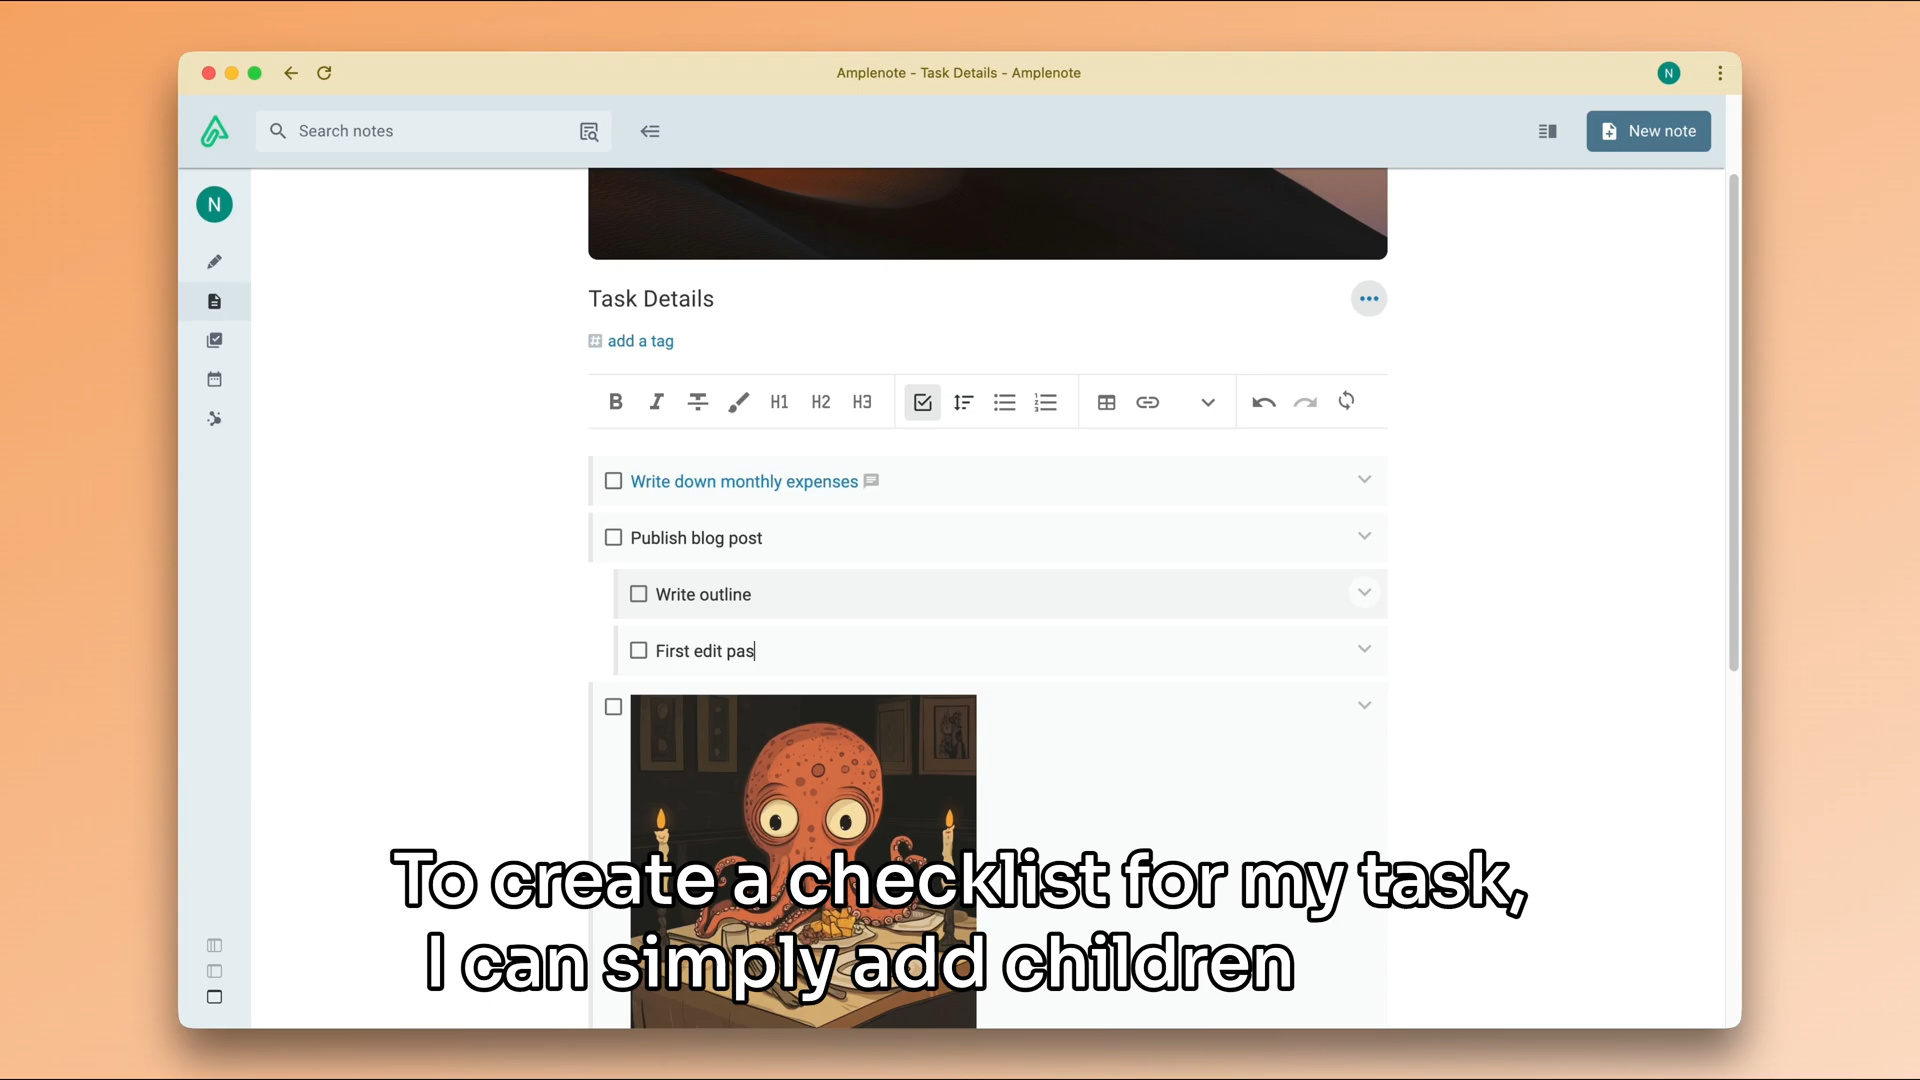 Amplenote - Task Details - Amplenote
N
Search notes
New note
N
Task Details
add a tag
B I S H1 H2 H3
Write down monthly expenses
Publish blog post
Write outline
First edit pas
To create a checklist for my task,
I can simply add children